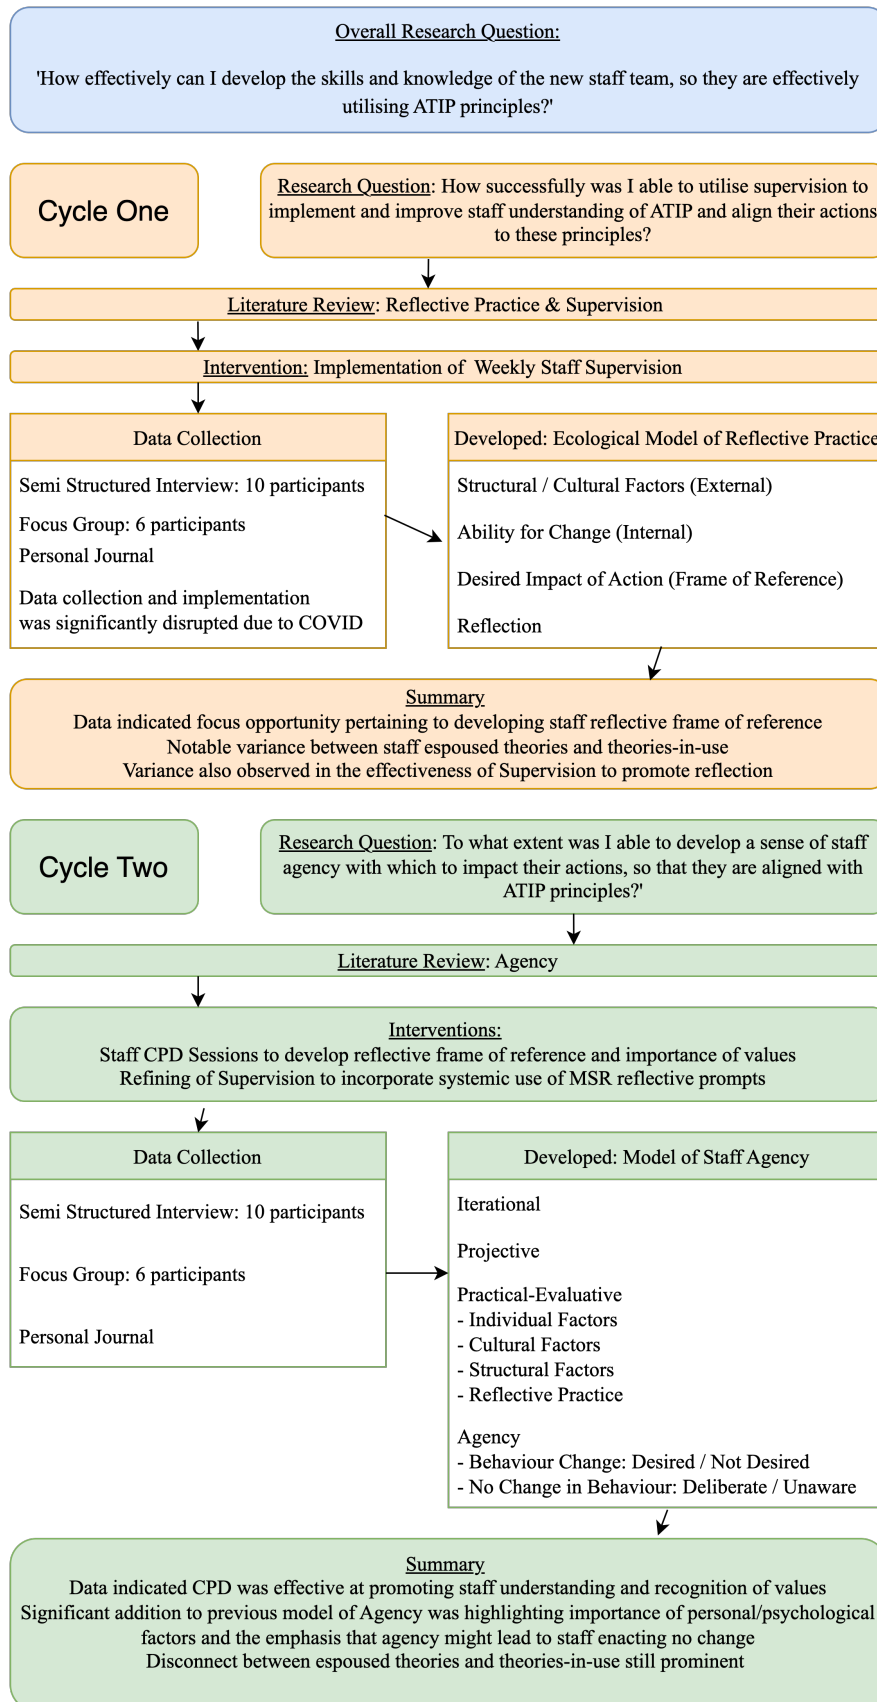 Overall Research Question:
'How effectively can I develop the skills and knowledge of the new staff team, so they are effectively
utilising ATIP principles?'
Cycle One
Research Question: How successfully was I able to utilise supervision to
implement and improve staff understanding of ATIP and align their actions
to these principles?
Literature Review: Reflective Practice & Supervision
Intervention: Implementation of Weekly Staff Supervision
Data Collection
Semi Structured Interview: 10 participants
Focus Group: 6 participants
Personal Journal
Data collection and implementation
was significantly disrupted due to COVID
Developed: Ecological Model of Reflective Practice
Structural / Cultural Factors (External)
Ability for Change (Internal)
Desired Impact of Action (Frame of Reference)
Reflection
Summary
Data indicated focus opportunity pertaining to developing staff reflective frame of reference
Notable variance between staff espoused theories and theories-in-use
Variance also observed in the effectiveness of Supervision to promote reflection
Cycle Two
Research Question: To what extent was I able to develop a sense of staff
agency with which to impact their actions, so that they are aligned with
ATIP principles?'
Literature Review: Agency
Interventions:
Staff CPD Sessions to develop reflective frame of reference and importance of values
Refining of Supervision to incorporate systemic use of MSR reflective prompts
Data Collection
Semi Structured Interview: 10 participants
Focus Group: 6 participants
Personal Journal
Developed: Model of Staff Agency
Iterational
Projective
Practical-Evaluative
- Individual Factors
- Cultural Factors
- Structural Factors
- Reflective Practice
Agency
- Behaviour Change: Desired / Not Desired
- No Change in Behaviour: Deliberate / Unaware
Summary
Data indicated CPD was effective at promoting staff understanding and recognition of values
Significant addition to previous model of Agency was highlighting importance of personal/psychological
factors and the emphasis that agency might lead to staff enacting no change
Disconnect between espoused theories and theories-in-use still prominent